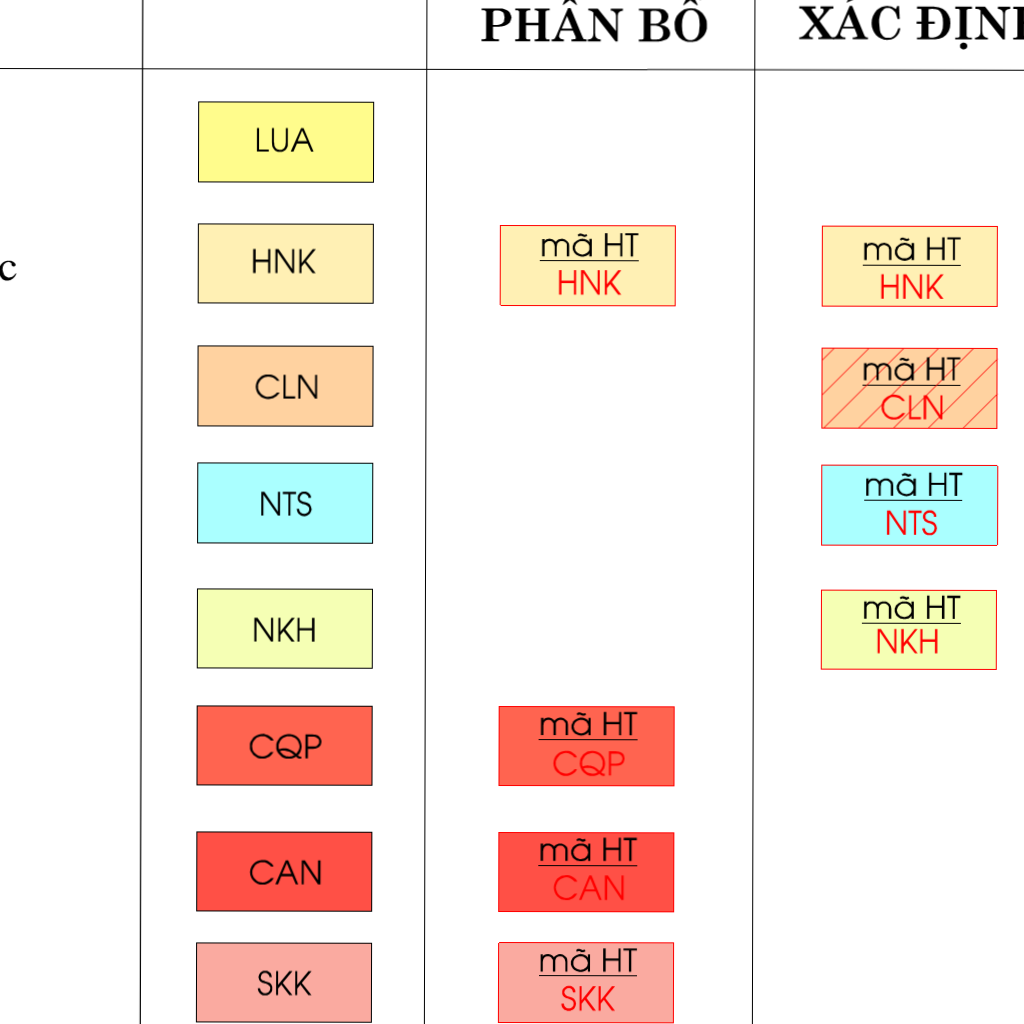 PHÂN BỔ XÁC ĐỊNH
LUA
c HNK mã HT mã HT
HNK HNK
CLN mã HT
CLN
NTS mã HT
NTS
NKH mã HT
NKH
CQP mã HT
CQP
CAN mã HT
CAN
SKK mã HT
SKK